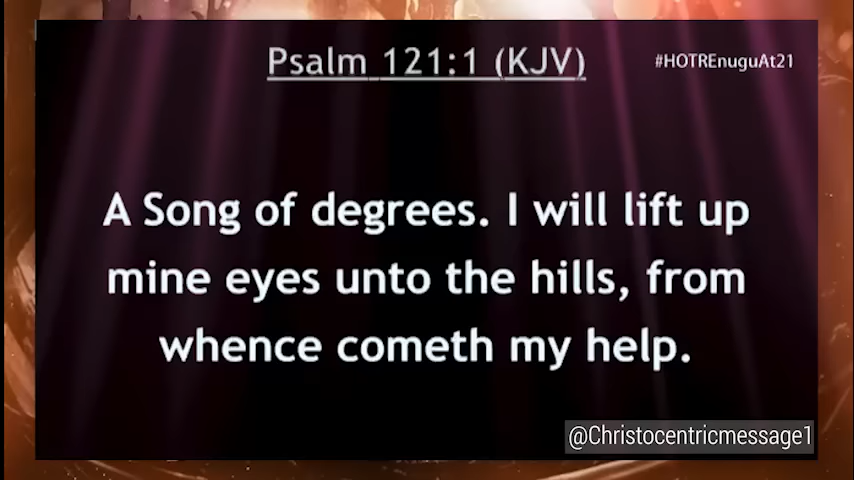 Psalm 121:1 (KJV)
#HOTREnuguAt21
A Song of degrees. I will lift up
mine eyes unto the hills, from
whence cometh my help.
@Christocentricmessage1